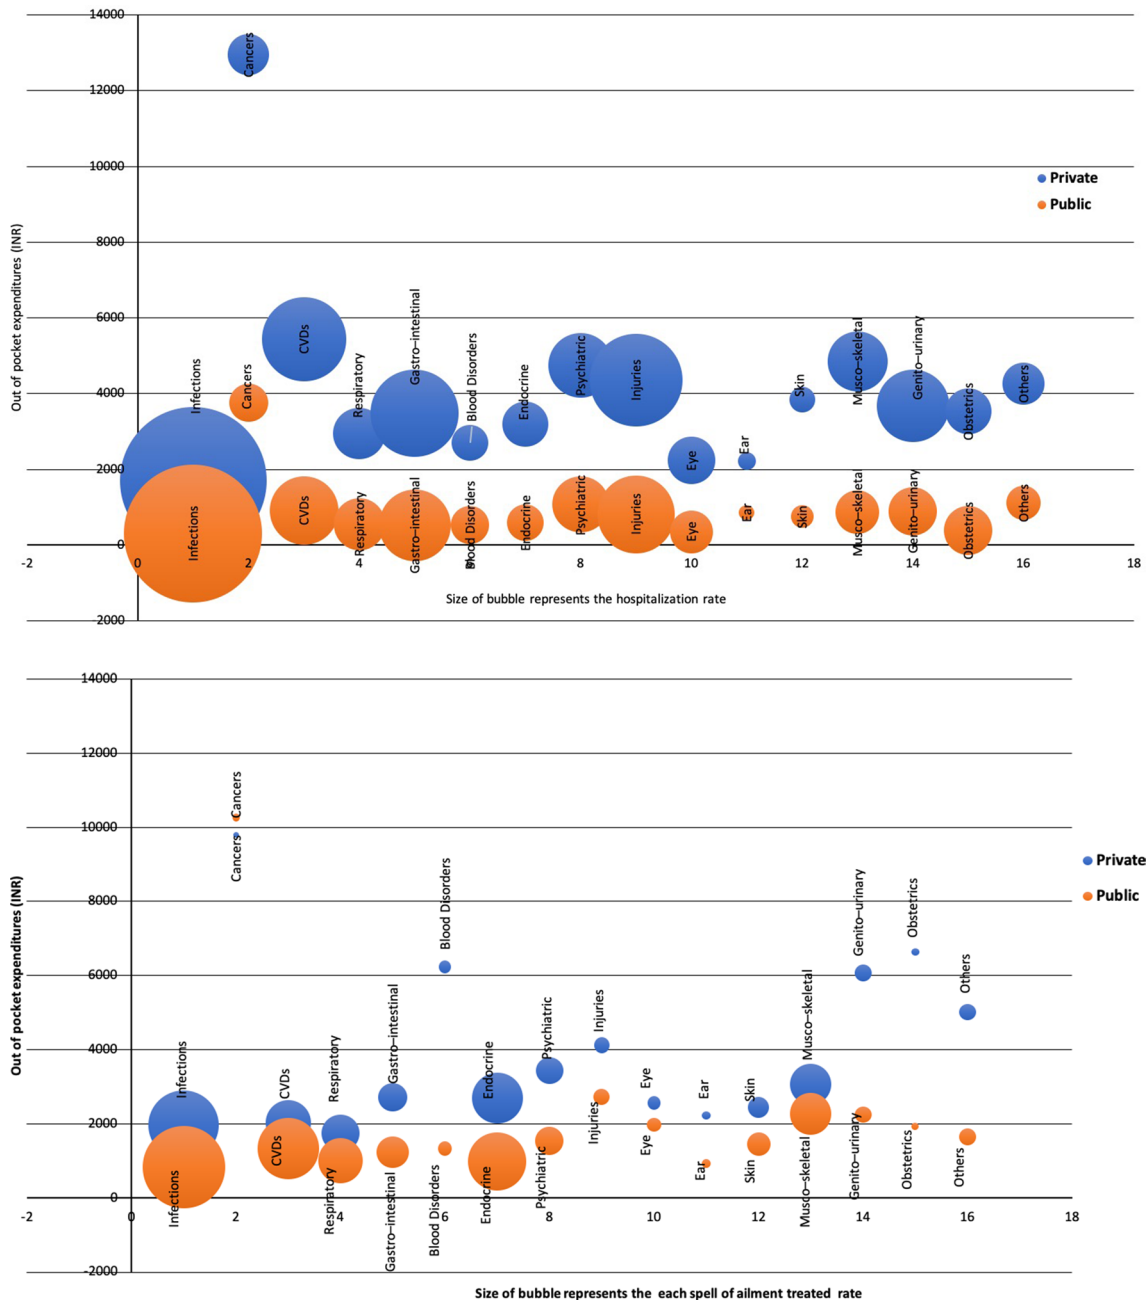 14000
Cancers
12000
10000
Private
Public
8000
Out of pocket expenditures (INR)
6000
CVDs
Gastro–intestinal
Infections
Cancers
Respiratory
Blood Disorders
Endocrine
Psychiatric
Injuries
Skin
Musco–skeletal
Genito–urinary
Obstetrics
Others
4000
Eye
Ear
2000
Infections
CVDs
Respiratory
Gastro–intestinal
Blood Disorders
Endocrine
Psychiatric
Injuries
Eye
Ear
Skin
Musco–skeletal
Genito–urinary
Obstetrics
Others
0
-2 0 2 4 8 10 12 14 16 18
Size of bubble represents the hospitalization rate
-2000
14000
12000
Cancers
10000
Cancers
Private
Public
8000
Out of pocket expenditures (INR)
Blood Disorders
Genito–urinary
Obstetrics
Others
6000
Infections
CVDs
Respiratory
Gastro–intestinal
Endocrine
Psychiatric
Injuries
Eye
Ear
Skin
Musco–skeletal
4000
2000
Infections
CVDs
Respiratory
Gastro–intestinal
Blood Disorders
Endocrine
Psychiatric
Injuries
Eye
Ear
Skin
Musco–skeletal
Genito–urinary
Obstetrics
Others
0
-2 0 2 4 6 8 10 12 14 16 18
-2000
Size of bubble represents the each spell of ailment treated rate